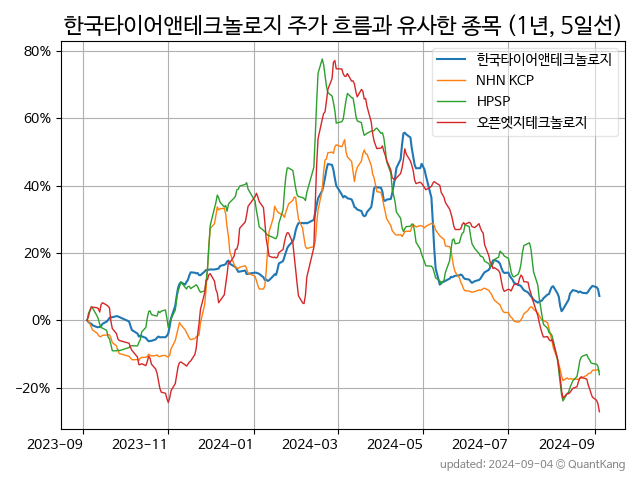 한국타이어앤테크놀로지 주가 흐름과 유사한 종목 (1년, 5일선)
80%
60%
40%
20%
0%
−20%
한국타이어앤테크놀로지
NHN KCP
HPSP
오픈엣지테크놀로지
2023-09
2023-11
2024-01
2024-03
2024-05
2024-07
2024-09
updated: 2024-09-04 © QuantKang